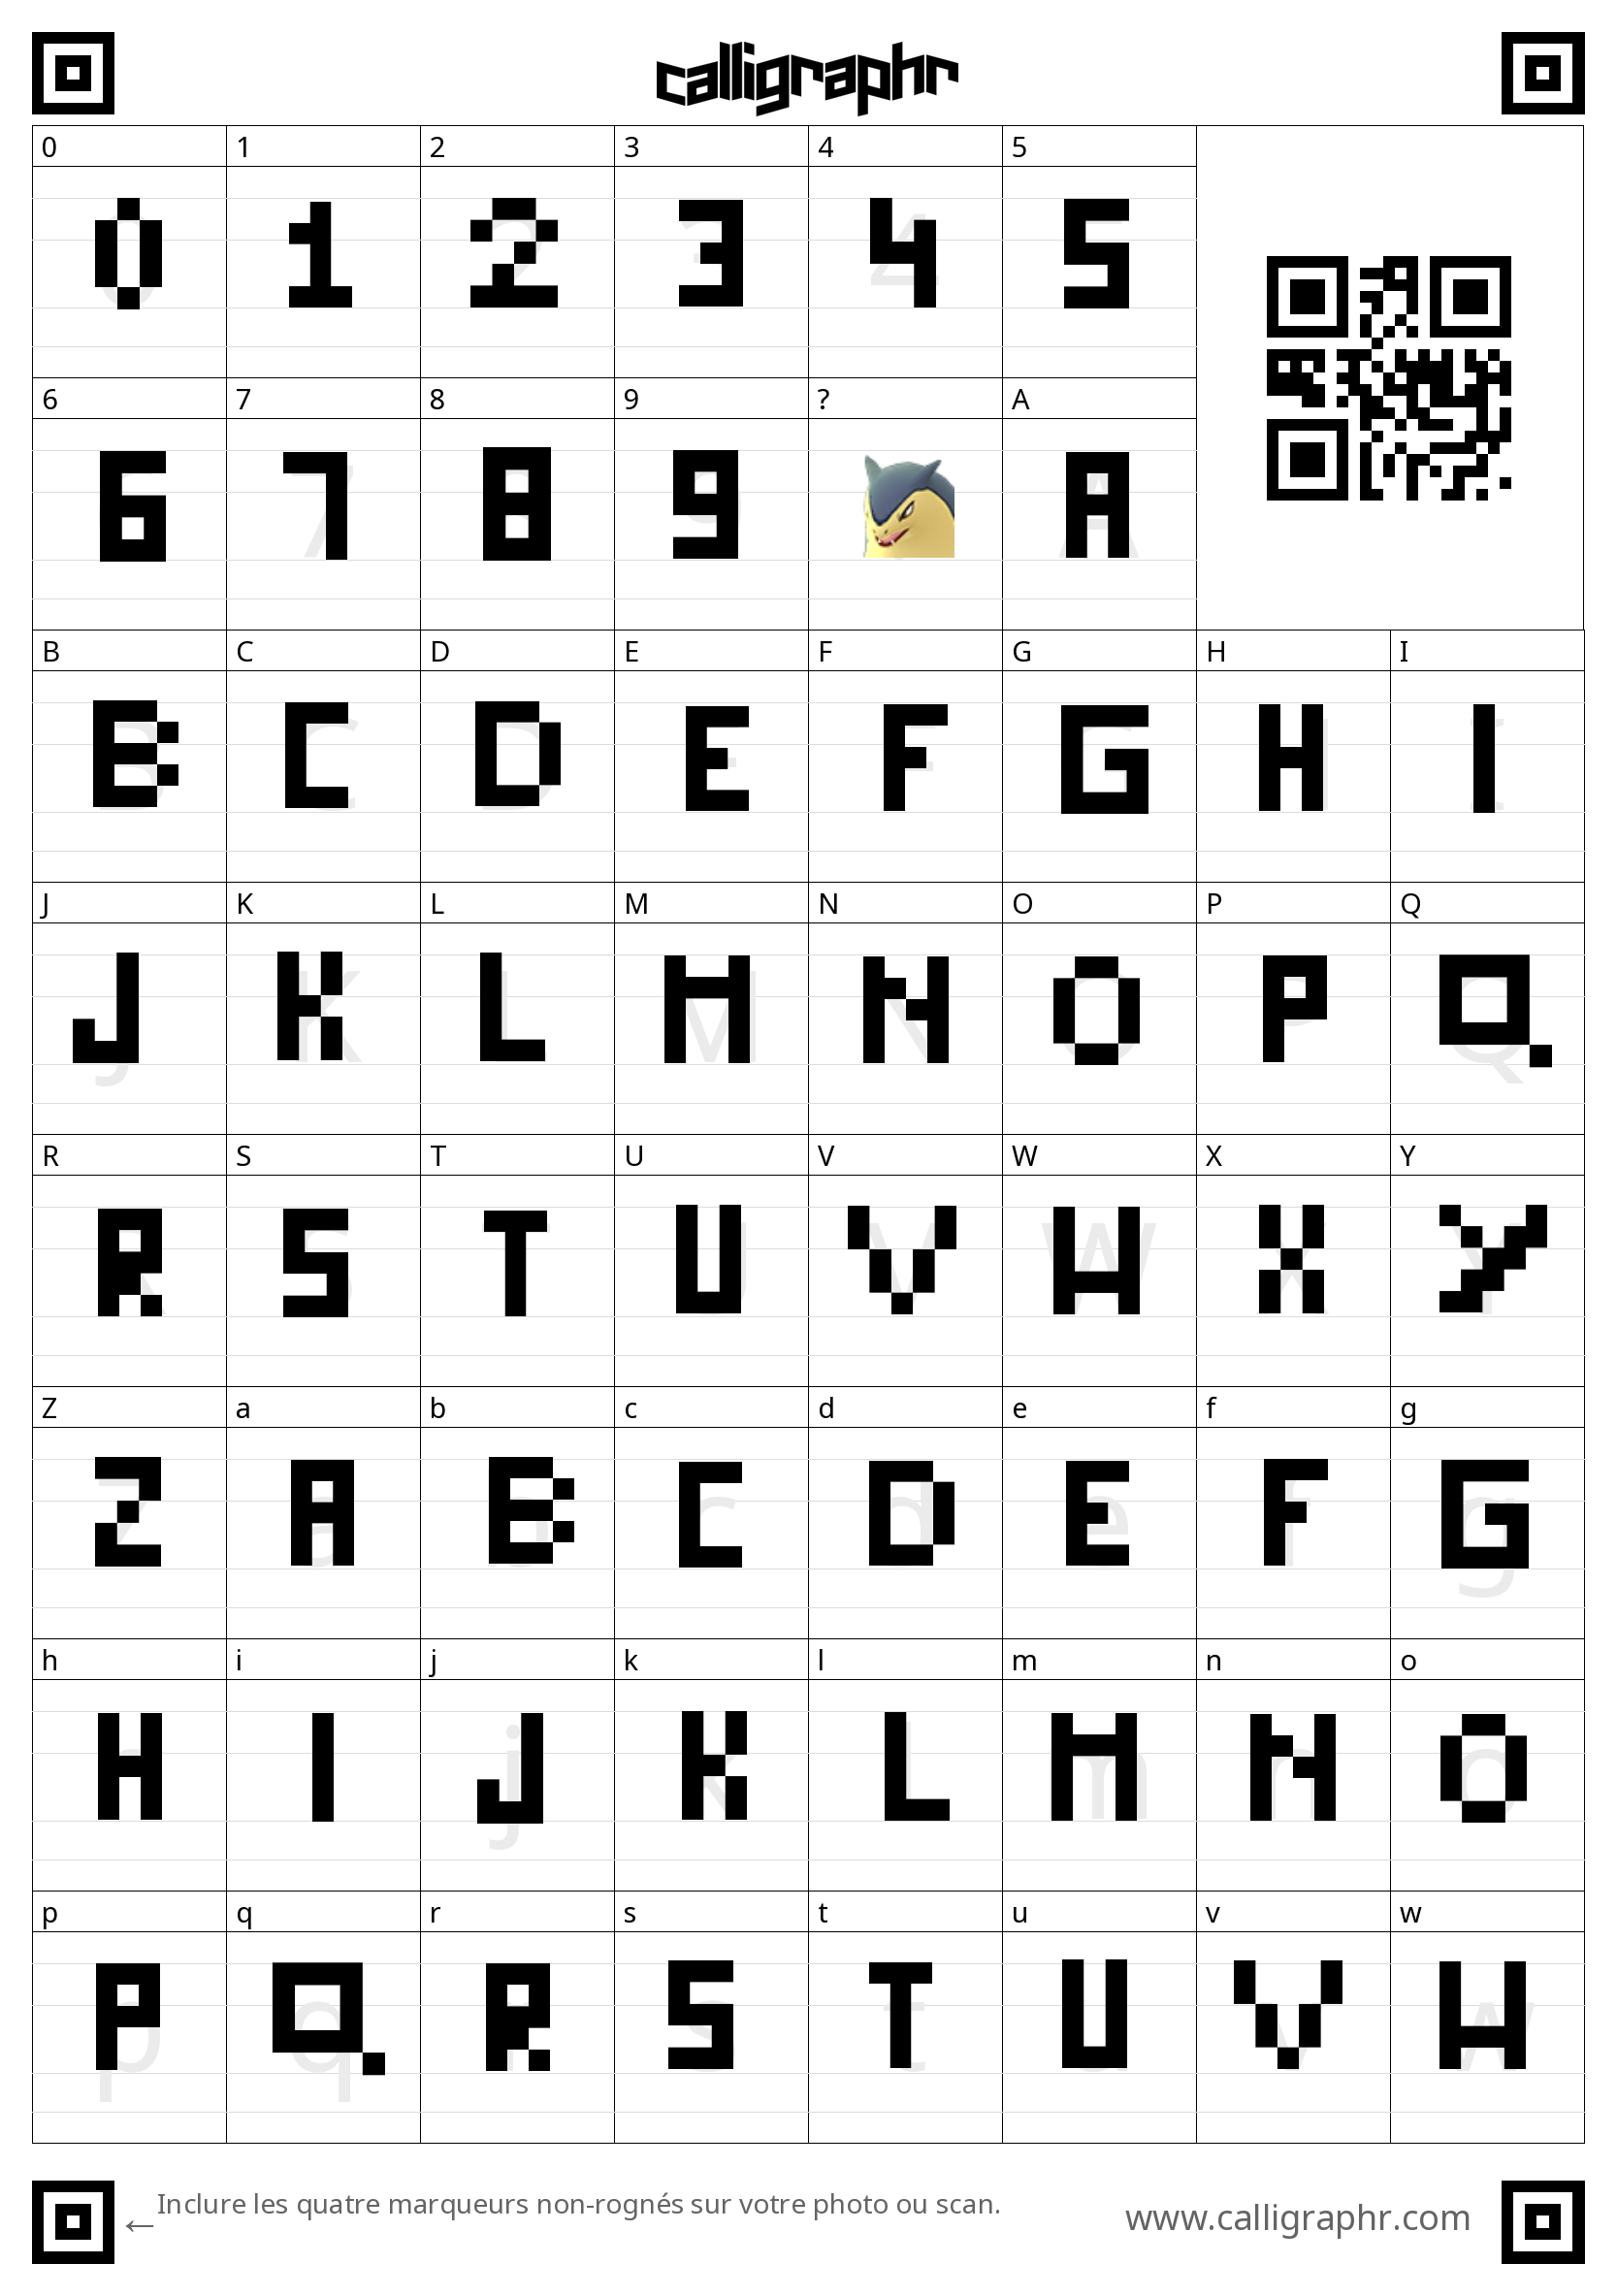 calligraphr
0 1 2 3 4 5
0 1 2 3 4 5
6 7 8 9 ? A
6 7 8 9 A
B C D E F G H I
B C D E F G H I
J K L M N O P Q
J K L M N O P Q
R S T U V W X Y
R S T U V W X Y
Z a b c d e f g
Z A B C D E F G
h i j k l m n o
H I J K L M N O
p q r s t u v w
P Q R S T U V W
←Inclure les quatre marqueurs non-rognés sur votre photo ou scan.
www.calligraphr.com